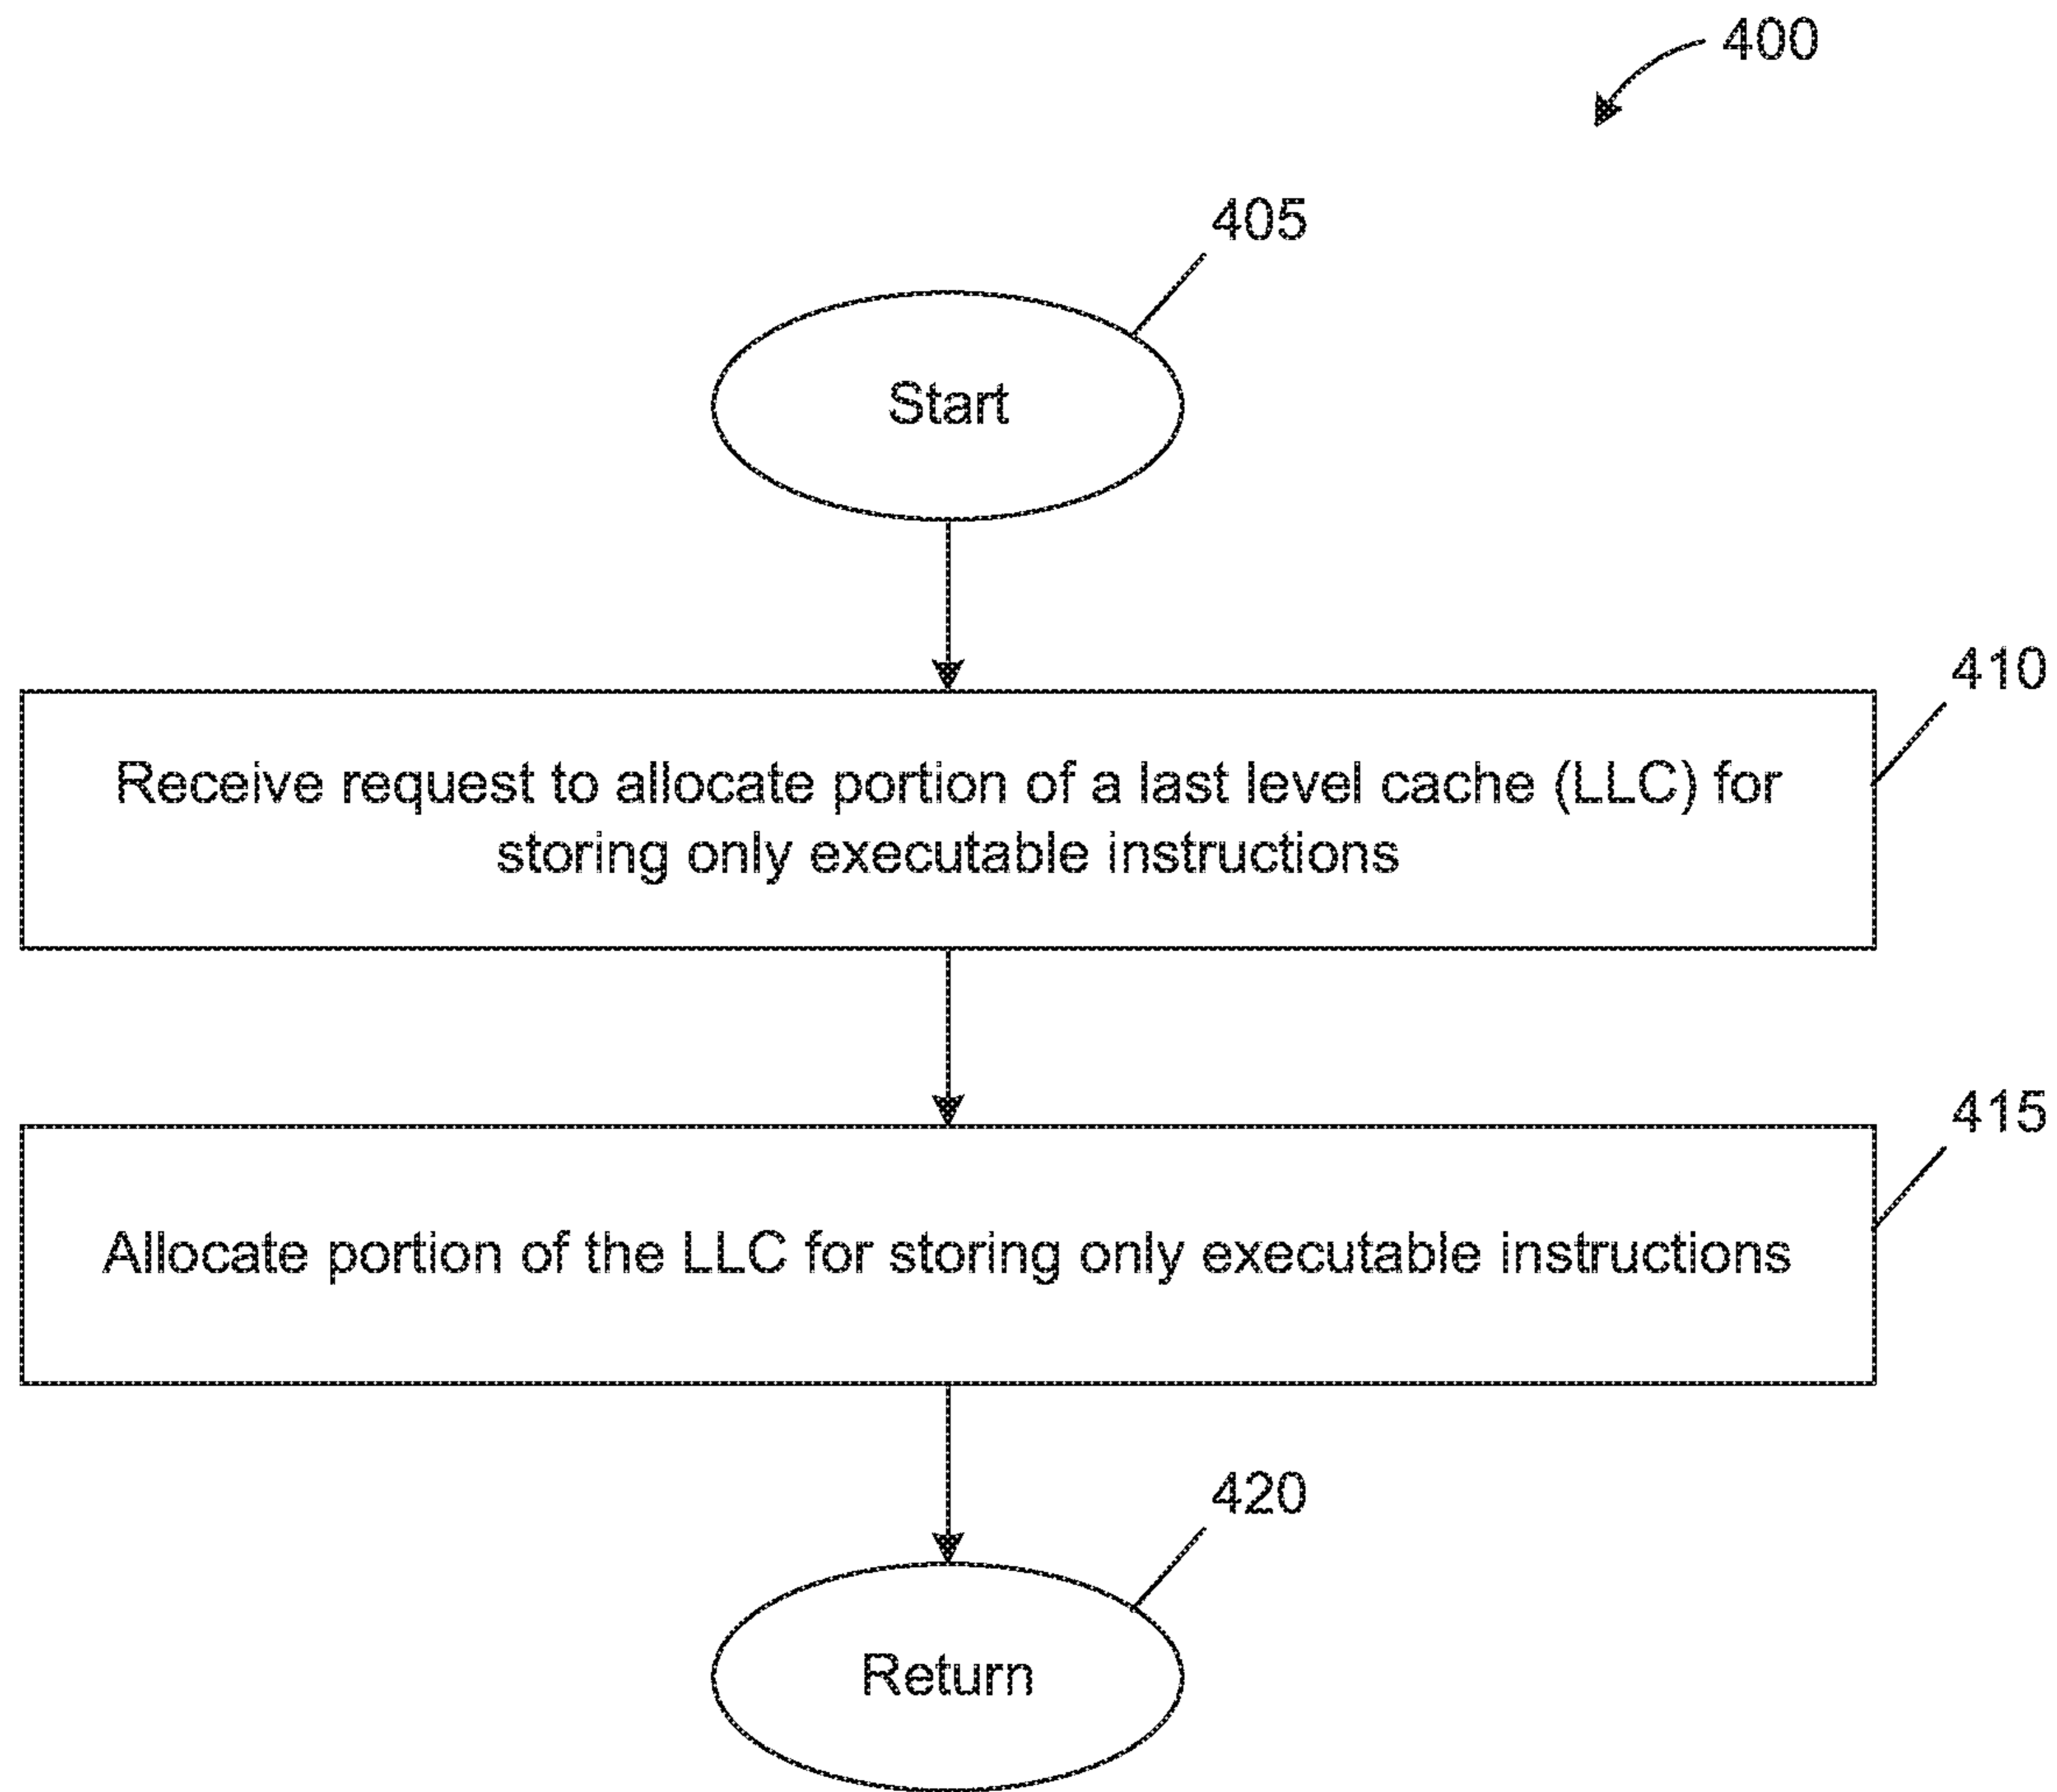 400
405
Start
410
Receive request to allocate portion of a last level cache (LLC) for
storing only executable instructions
415
Allocate portion of the LLC for storing only executable instructions
420
Return